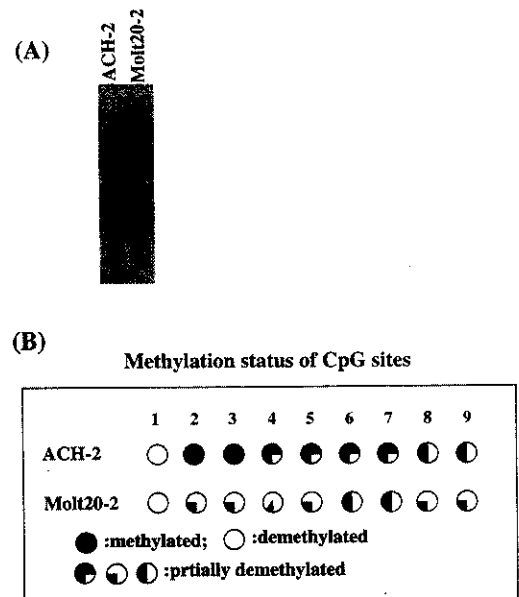 (A)
ACH-2
Molt20-2
(B)
Methylation status of CpG sites
1 2 3 4 5 6 7 8 9
ACH-2
Molt20-2
:methylated; :demethylated
:prtially demethylated